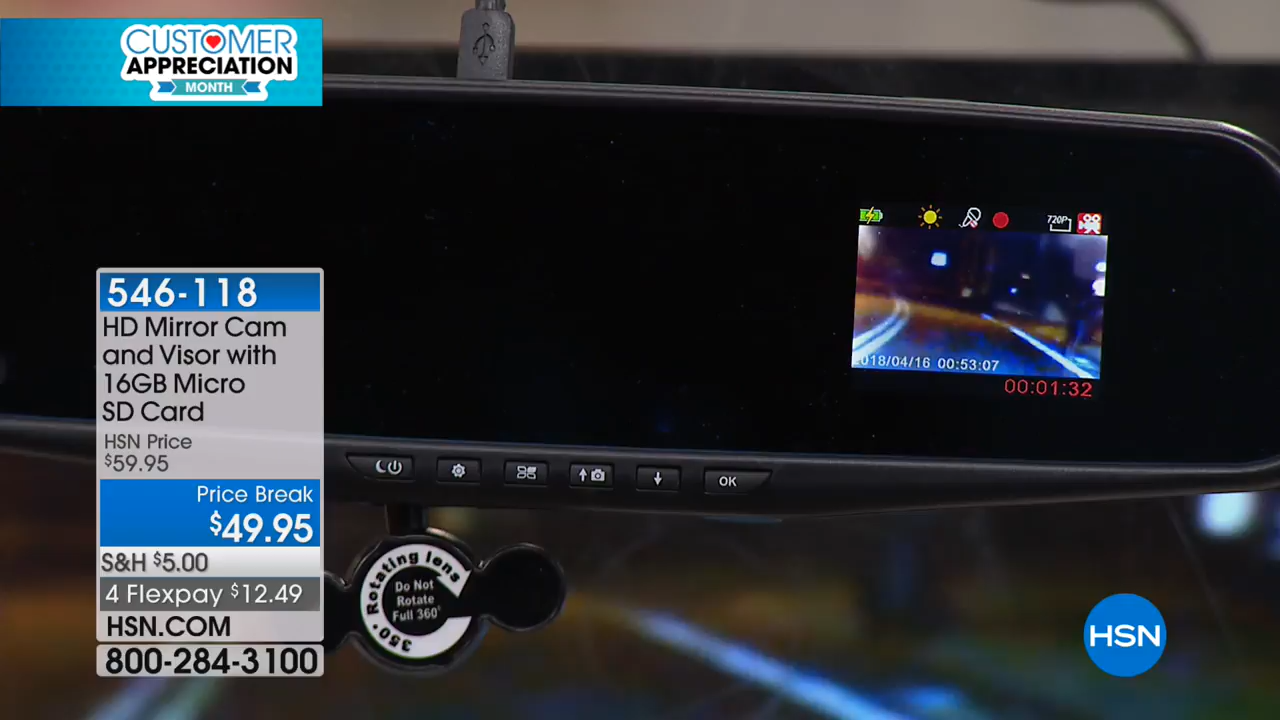 CUSTOMER
APPRECIATION
MONTH
720P
2018/04/16 00:53:07
00:01:32
546-118
HD Mirror Cam
and Visor with
16GB Micro
SD Card
HSN Price
$59.95
Price Break
$49.95
S&H $5.00
4 Flexpay $12.49
HSN.COM
800-284-3100
OK
Rotating lens
350°
Do Not
Rotate
Full 360°
HSN